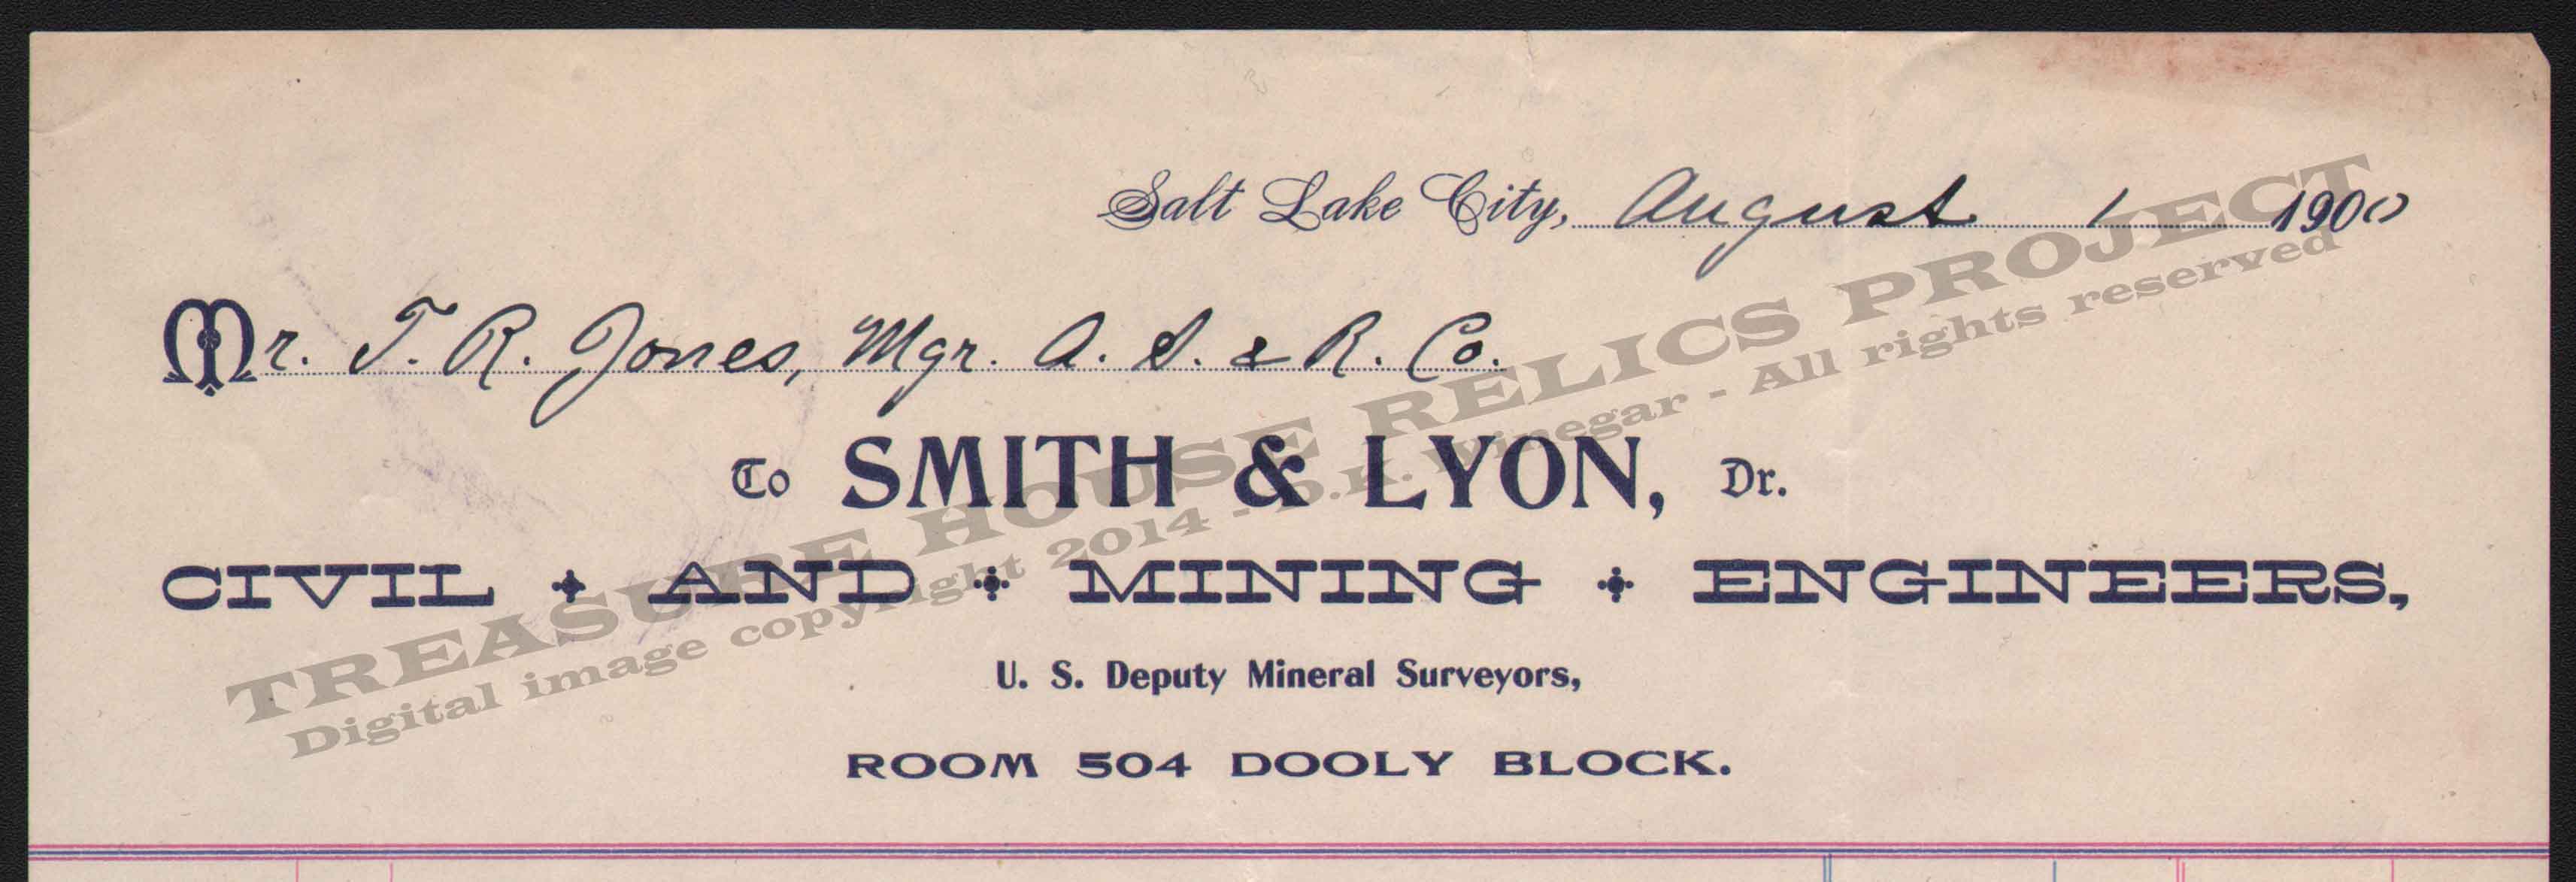 Salt Lake City, August 1 1900
Mr. T. R. Jones, Mgr. A. S. & R. Co.
To SMITH & LYON, Dr.
CIVIL AND MINING ENGINEERS,
U. S. Deputy Mineral Surveyors,
ROOM 504 DOOLY BLOCK.
TREASURE HOUSE RELICS PROJECT
Digital image copyright 2014 - D.K. Winegar - All rights reserved